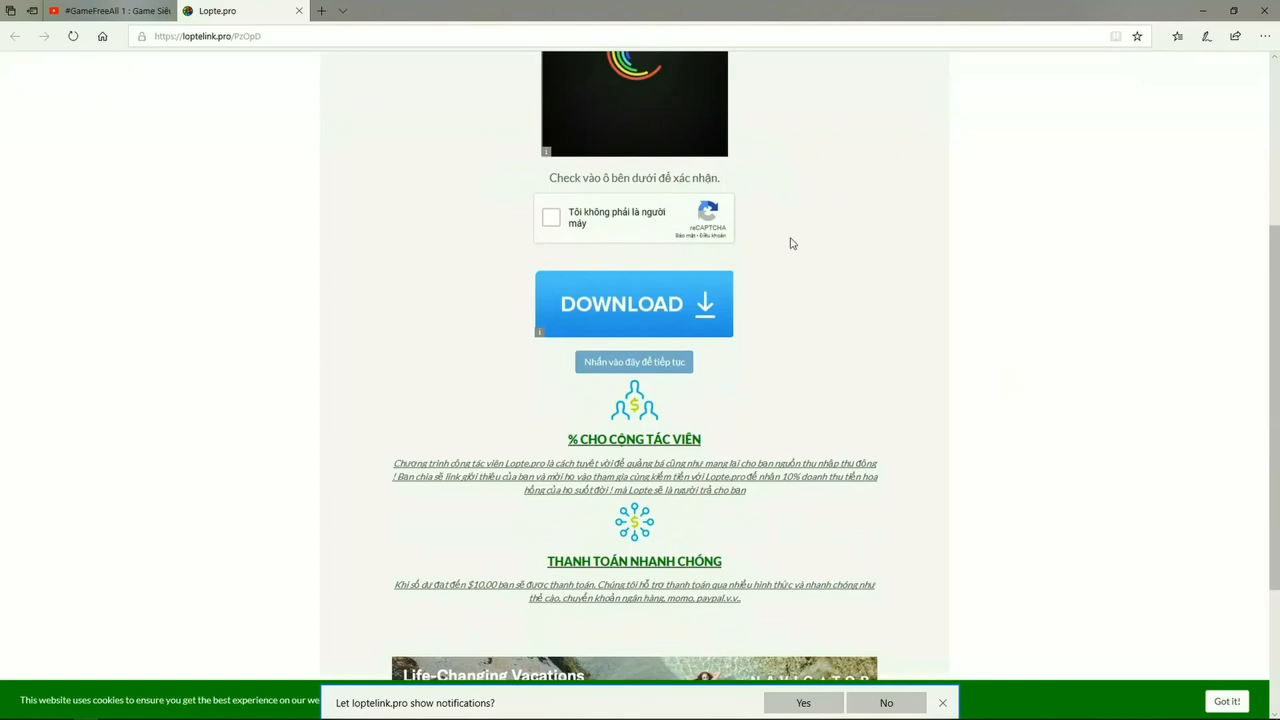 #GameFreeAll 1 : Game Siêu
Lopte.pro
https://loptelink.pro/PzOpD
Check vào ô bên dưới để xác nhận.
Tôi không phải là người
máy
reCAPTCHA
Bảo mật - Điều khoản
DOWNLOAD
Nhấn vào đây để tiếp tục
% CHO CỘNG TÁC VIÊN
Chương trình cộng tác viên Lopte.pro là cách tuyệt vời để quảng bá cũng như mang lại cho bạn nguồn thu nhập thụ động
! Bạn chia sẽ link giới thiệu của bạn và mời họ vào tham gia cùng kiếm tiền với Lopte.pro để nhận 10% doanh thu tiền hoa
hồng của họ suốt đời ! mà Lopte sẽ là người trả cho bạn
THANH TOÁN NHANH CHÓNG
Khi số dư đạt đến $10,00 bạn sẽ được thanh toán. Chúng tôi hỗ trợ thanh toán qua nhiều hình thức và nhanh chóng như
thẻ cào, chuyển khoản ngân hàng, momo, paypal.v.v..
Life-Changing Vacations
NAVIGATOR
This website uses cookies to ensure you get the best experience on our we
Let loptelink.pro show notifications?
Yes
No
Got it!